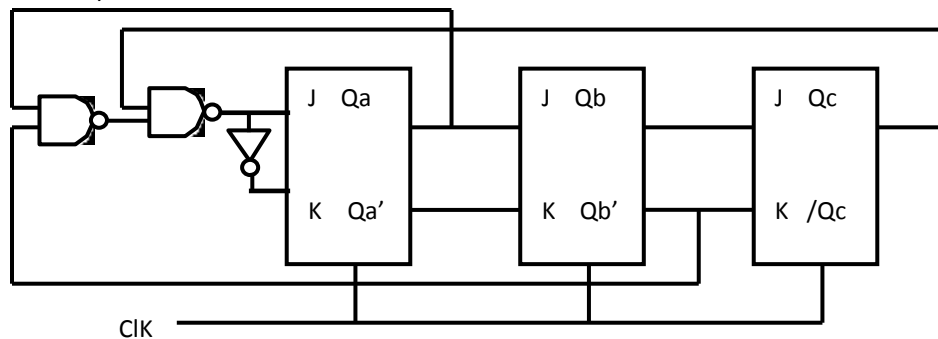 J Qa J Qb J Qc
K Qa’ K Qb’ K /Qc
ClK